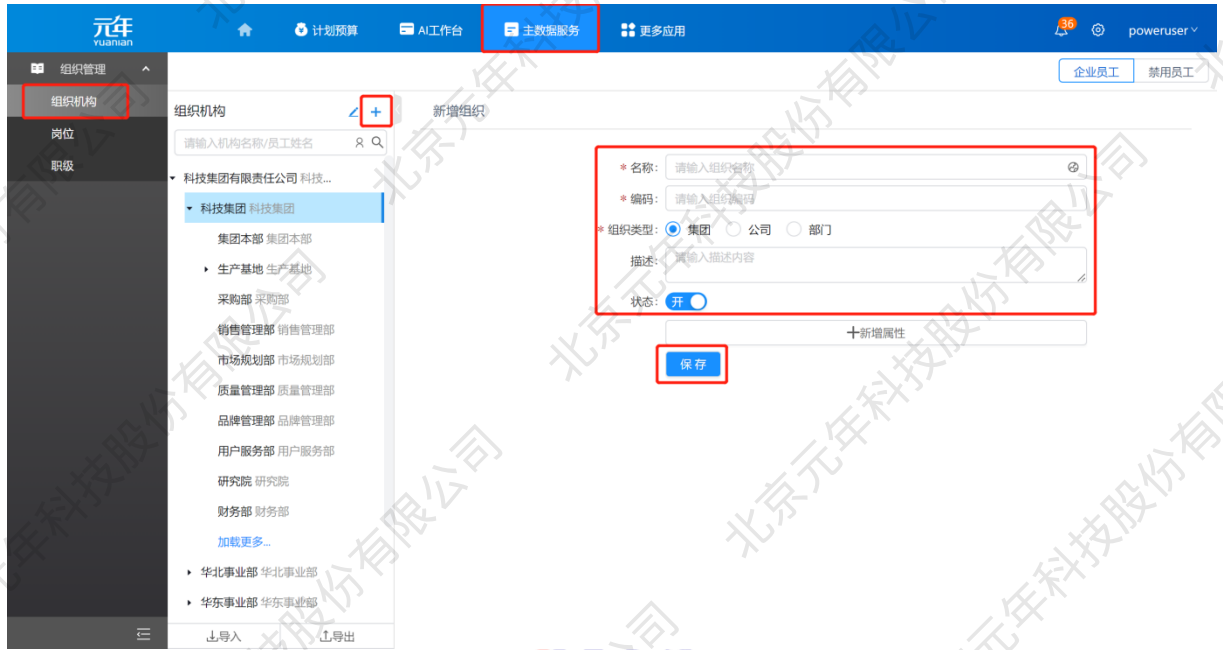 元年
yuanian
计划预算
AI工作台
主数据服务
更多应用
36
poweruser
组织管理
企业员工
禁用员工
组织机构
岗位
职级
组织机构
新增组织
请输入机构名称/员工姓名
科技集团有限责任公司 科技...
科技集团 科技集团
集团本部 集团本部
生产基地 生产基地
采购部 采购部
销售管理部 销售管理部
市场规划部 市场规划部
质量管理部 质量管理部
品牌管理部 品牌管理部
用户服务部 用户服务部
研究院 研究院
财务部 财务部
加载更多...
华北事业部 华北事业部
华东事业部 华东事业部
导入
导出
* 名称: 请输入组织名称
* 编码: 请输入组织编码
* 组织类型: 集团 公司 部门
描述: 请输入描述内容
状态: 开
+新增属性
保存
北京元年科技股份有限公司